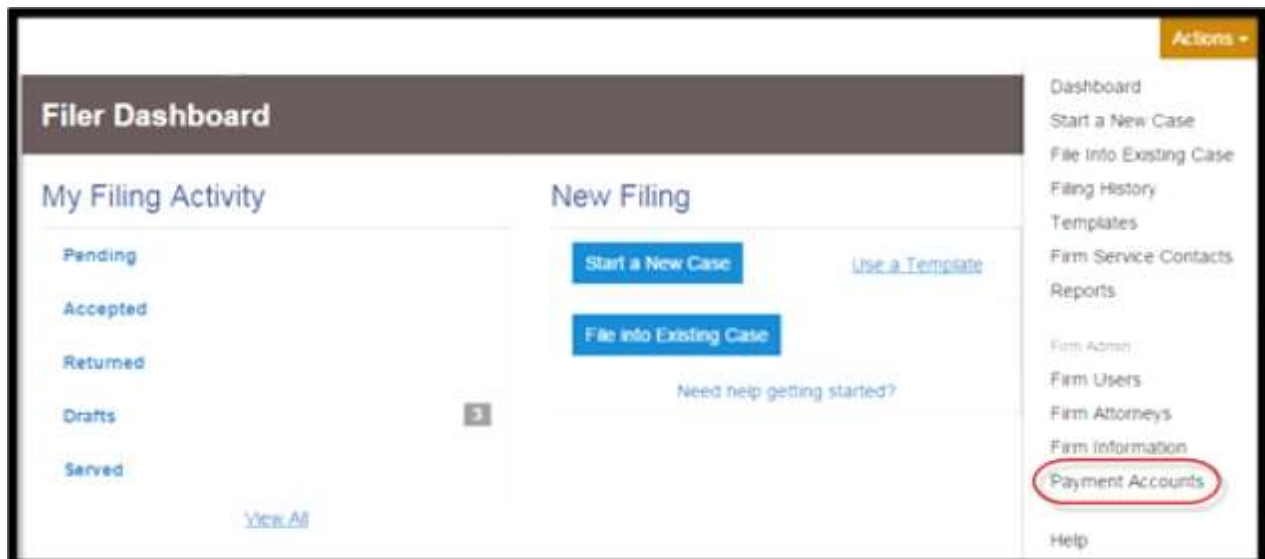 Actions
Filer Dashboard
My Filing Activity
Pending
Accepted
Returned
Drafts
3
Served
View All
New Filing
Start a New Case
Use a Template
File into Existing Case
Need help getting started?
Dashboard
Start a New Case
File Into Existing Case
Filing History
Templates
Firm Service Contacts
Reports
Firm Admin
Firm Users
Firm Attorneys
Firm Information
Payment Accounts
Help